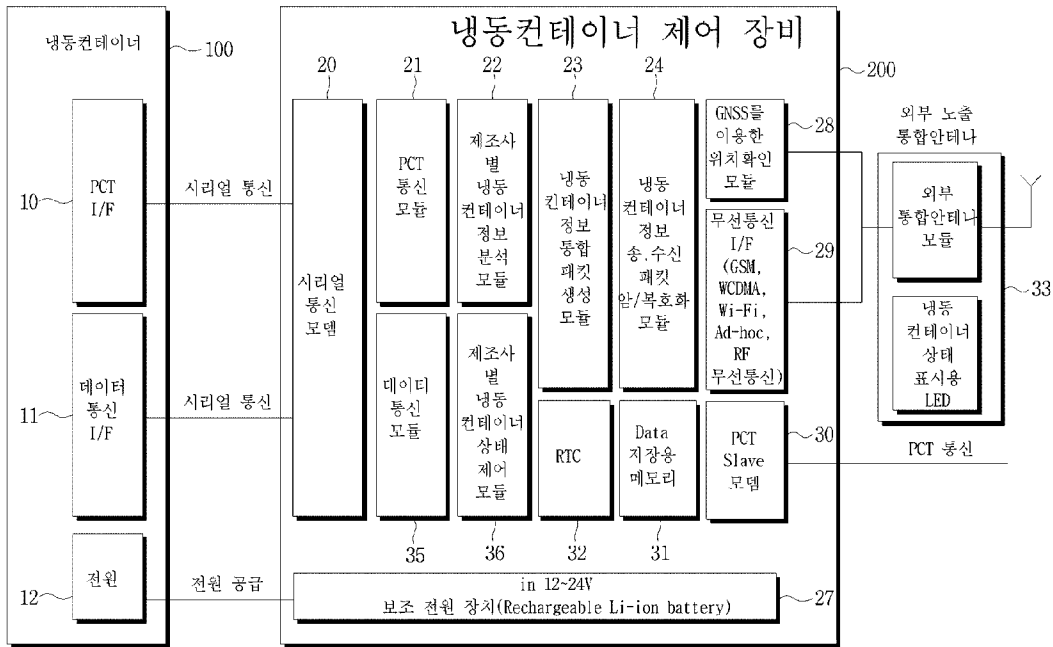 냉동컨테이너 제어 장비
냉동컨테이너
100
200
10
PCT
I/F
11
데이터
통신
I/F
12
전원
시리얼 통신
시리얼 통신
전원 공급
20
시리얼
통신
모뎀
21
PCT
통신
모듈
22
제조사
별
냉동
컨테이너
정보
분석
모듈
23
냉동
컨테이너
정보
통합
패킷
생성
모듈
24
냉동
컨테이너
정보
송.수신
패킷
암/복호화
모듈
GNSS를
이용한
위치확인
모듈
28
무선통신
I/F
(GSM,
WCDMA,
Wi-Fi,
Ad-hoc,
RF
무선통신)
29
데이터
통신
모듈
35
제조사
별
냉동
컨테이너
상태
제어
모듈
36
RTC
32
Data
저장용
메모리
31
PCT
Slave
모뎀
30
in 12~24V
보조 전원 장치(Rechargeable Li-ion battery)
27
외부 노출
통합안테나
외부
통합안테나
모듈
냉동
컨테이너
상태
표시용
LED
33
PCT 통신